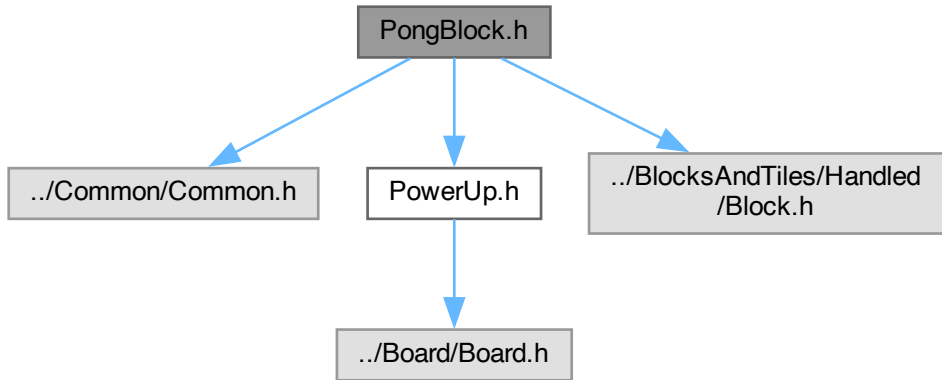 PongBlock.h
../Common/Common.h
PowerUp.h
../BlocksAndTiles/Handled
/Block.h
../Board/Board.h